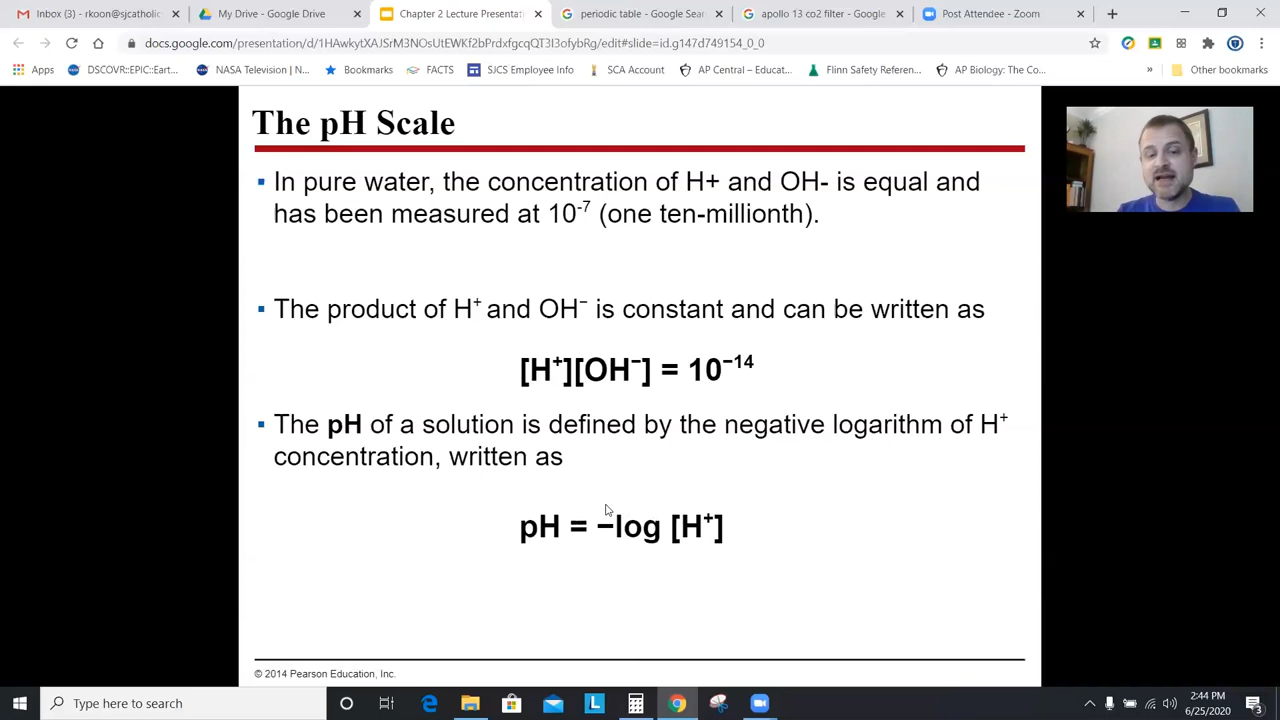 Inbox (3) - rkoon@sjcatholic
My Drive - Google Drive
Chapter 2 Lecture Presentati
periodic table - Google Sear
apollo 13 co2 filter - Google
Post Attendee - Zoom
docs.google.com/presentation/d/1HAwkytXAJSrM3NOcUtEWKf2bPrdxfgcqQT3I3ofybRg/edit#slide=id.g147d749154_0_0
Apps
DSCOVR::EPIC::Eart...
NASA Television | N...
Bookmarks
FACTS
SJCS Employee Info
SCA Account
AP Central – Educat...
Flinn Safety Referen...
AP Biology: The Co...
»
Other bookmarks
The pH Scale
▪ In pure water, the concentration of H+ and OH- is equal and
has been measured at 10⁻⁷ (one ten-millionth).
▪ The product of H⁺ and OH⁻ is constant and can be written as
[H⁺][OH⁻] = 10⁻¹⁴
▪ The pH of a solution is defined by the negative logarithm of H⁺
concentration, written as
pH = −log [H⁺]
© 2014 Pearson Education, Inc.
Type here to search
2:44 PM
6/25/2020
3